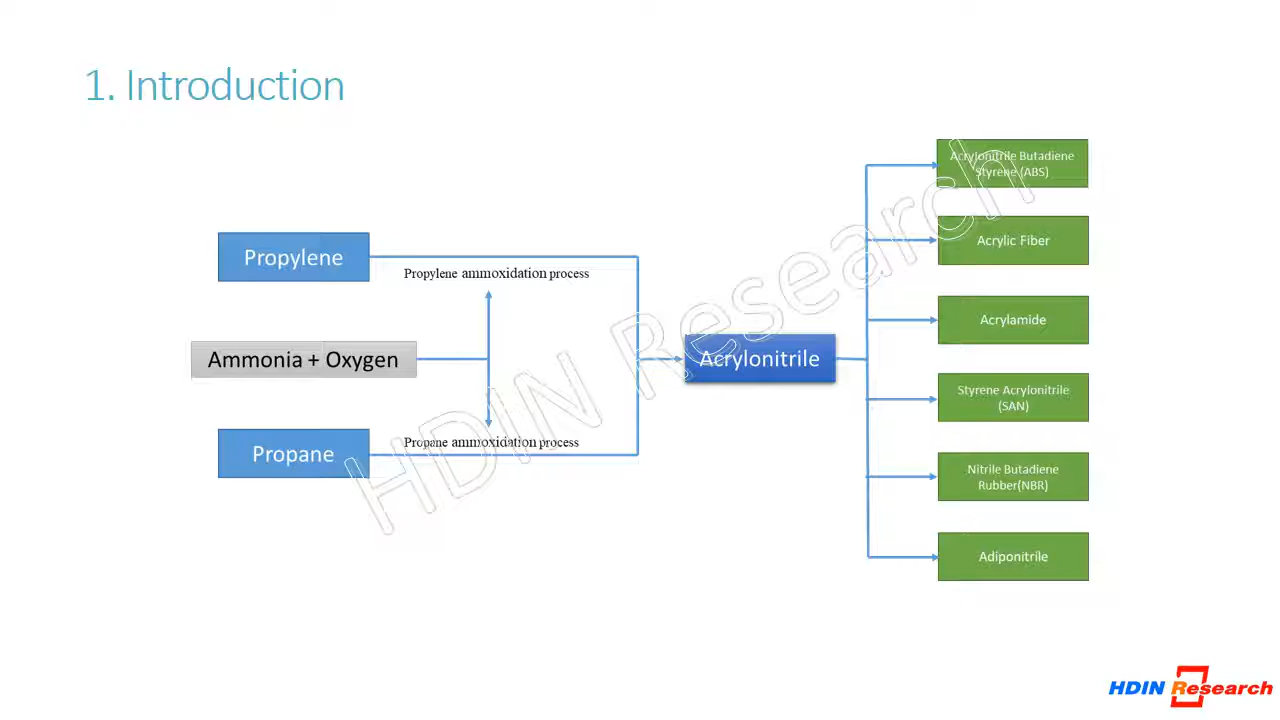 1. Introduction
Propylene
Propylene ammoxidation process
Ammonia + Oxygen
Propane ammoxidation process
Propane
Acrylonitrile
Acrylonitrile Butadiene
Styrene (ABS)
Acrylic Fiber
Acrylamide
Styrene Acrylonitrile
(SAN)
Nitrile Butadiene
Rubber(NBR)
Adiponitrile
HDIN Research
HDIN Research